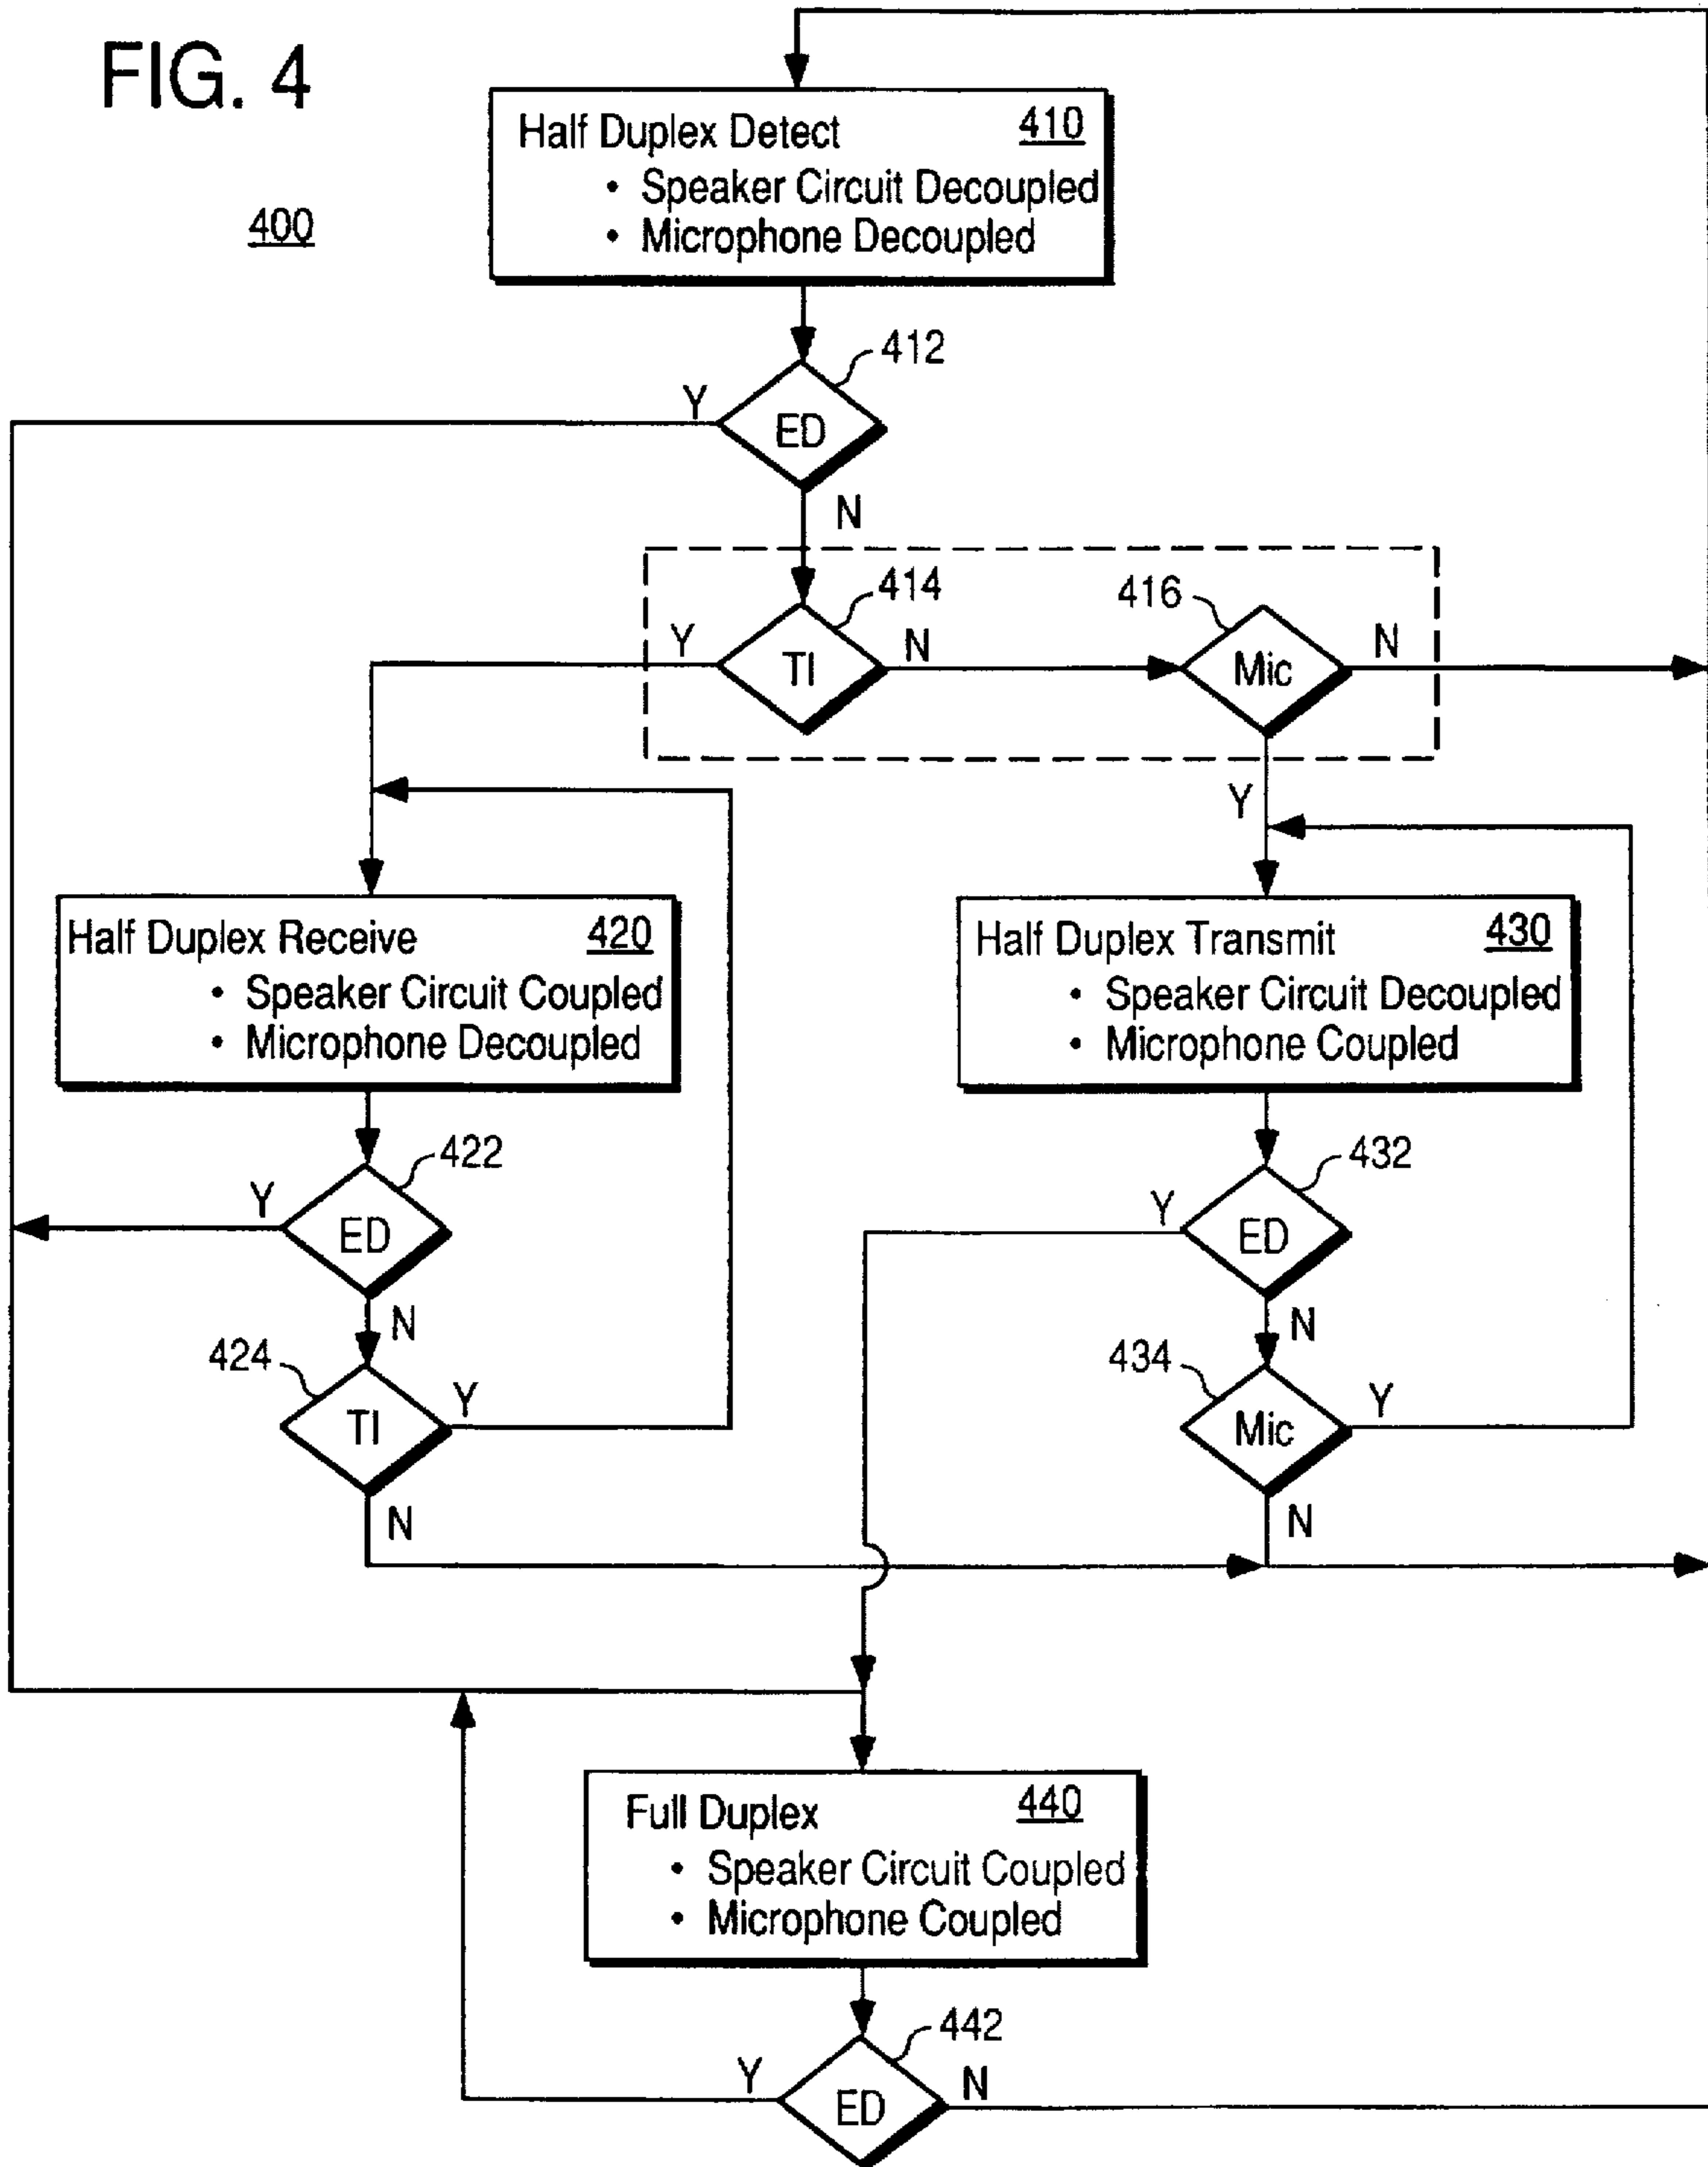 FIG. 4
400
Half Duplex Detect 410
• Speaker Circuit Decoupled
• Microphone Decoupled
412
Y
ED
N
414
416
Y
TI
N
Mic
N
Y
Half Duplex Receive 420
• Speaker Circuit Coupled
• Microphone Decoupled
Half Duplex Transmit 430
• Speaker Circuit Decoupled
• Microphone Coupled
422
Y
ED
N
424
TI
Y
N
432
Y
ED
N
434
Mic
Y
N
Full Duplex 440
• Speaker Circuit Coupled
• Microphone Coupled
442
Y
ED
N